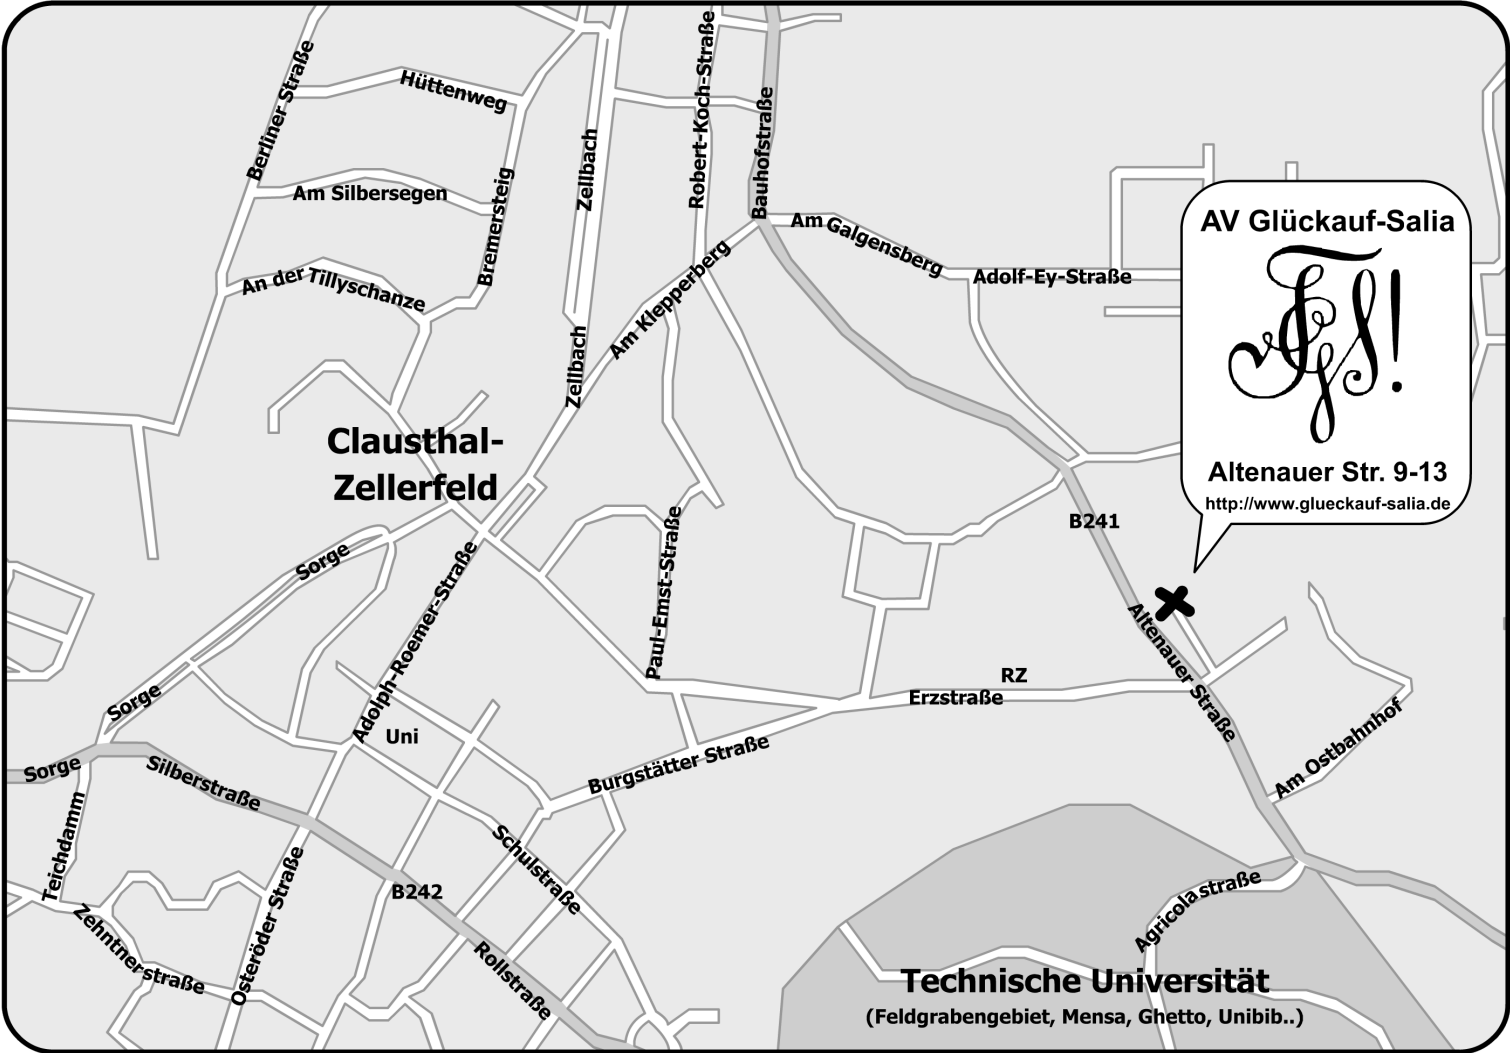 Berliner Straße
Hüttenweg
Am Silbersegen
An der Tillyschanze
Bremersteig
Zellbach
Zellbach
Robert-Koch-Straße
Bauhofstraße
Am Klepperberg
Am Galgensberg
Adolf-Ey-Straße
AV Glückauf-Salia
Altenauer Str. 9-13
http://www.glueckauf-salia.de
Clausthal-
Zellerfeld
B241
Sorge
Sorge
Sorge
Adolph-Roemer-Straße
Paul-Ernst-Straße
Altenauer Straße
RZ
Erzstraße
Uni
Burgstätter Straße
Am Ostbahnhof
Silberstraße
Teichdamm
Schulstraße
B242
Osteröder Straße
Zehntnerstraße
Rollstraße
Agricolastraße
Technische Universität
(Feldgrabengebiet, Mensa, Ghetto, Unibib..)